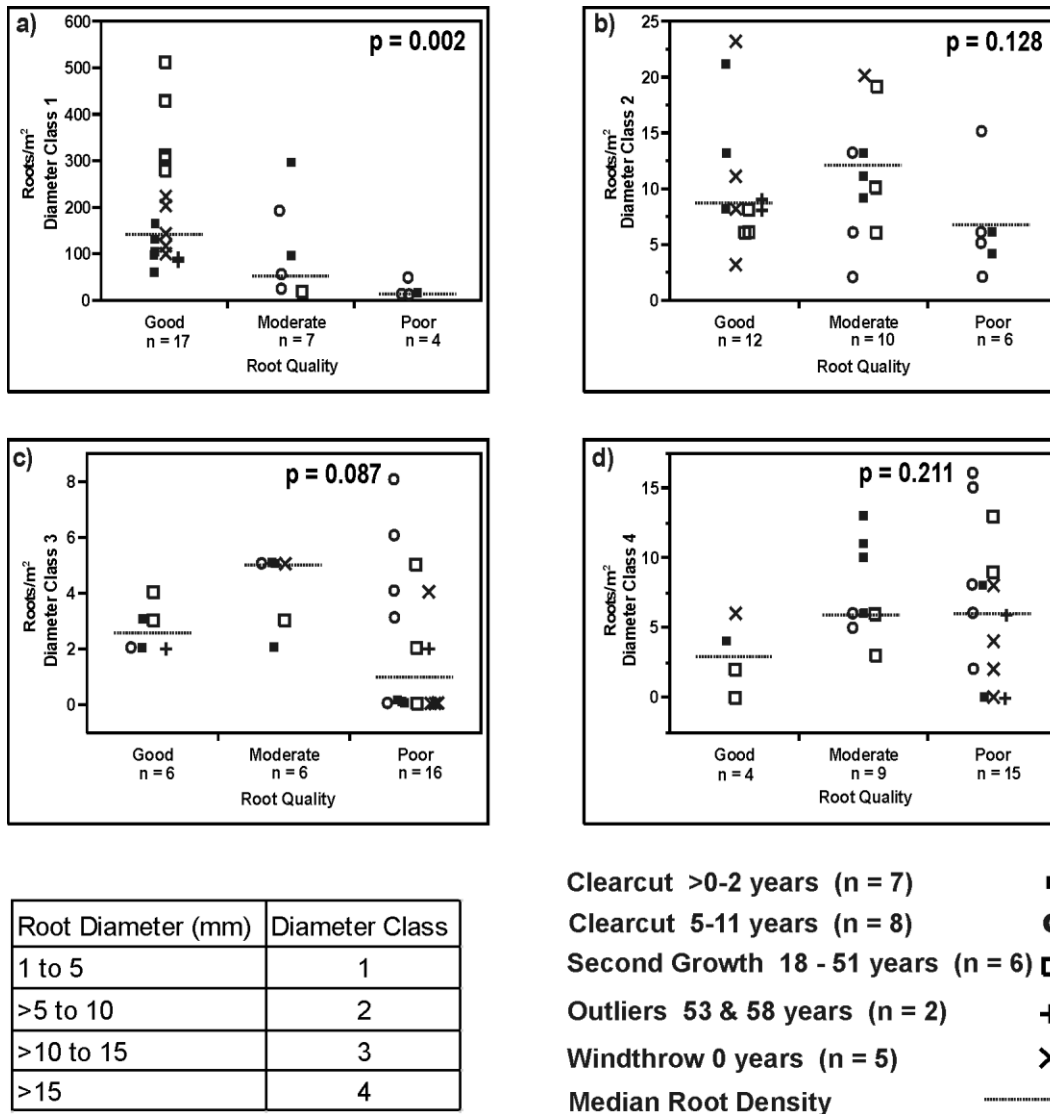 a)
p = 0.002
Roots/m²
Diameter Class 1
600
500
400
300
200
100
0
Good
n = 17
Moderate
n = 7
Poor
n = 4
Root Quality
b)
p = 0.128
Roots/m²
Diameter Class 2
25
20
15
10
5
0
Good
n = 12
Moderate
n = 10
Poor
n = 6
Root Quality
c)
p = 0.087
Roots/m²
Diameter Class 3
8
6
4
2
0
Good
n = 6
Moderate
n = 6
Poor
n = 16
Root Quality
d)
p = 0.211
Roots/m²
Diameter Class 4
15
10
5
0
Good
n = 4
Moderate
n = 9
Poor
n = 15
Root Quality
Root Diameter (mm) Diameter Class
1 to 5 1
>5 to 10 2
>10 to 15 3
>15 4
Clearcut >0-2 years (n = 7)
Clearcut 5-11 years (n = 8)
Second Growth 18 - 51 years (n = 6)
Outliers 53 & 58 years (n = 2)
Windthrow 0 years (n = 5)
Median Root Density